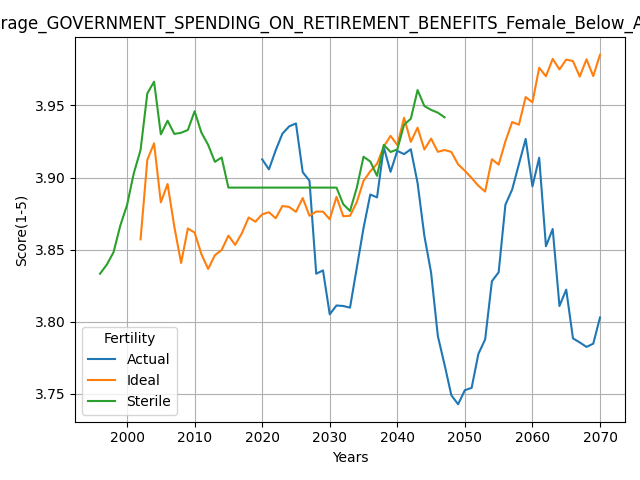 rage_GOVERNMENT_SPENDING_ON_RETIREMENT_BENEFITS_Female_Below_A
3.95
3.90
3.85
3.80
3.75
Score(1-5)
Fertility
Actual
Ideal
Sterile
2000 2010 2020 2030 2040 2050 2060 2070
Years